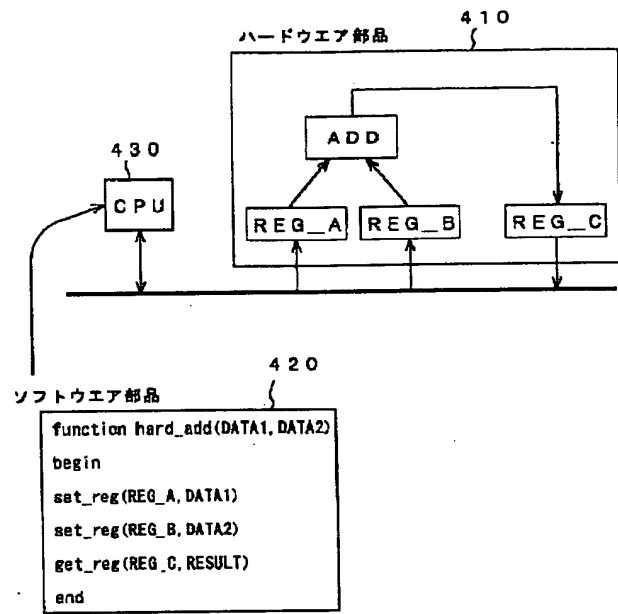 410
ハードウエア部品
ADD
430
CPU
REG_A
REG_B
REG_C
420
ソフトウエア部品
function hard_add(DATA1,DATA2)
begin
set_reg(REG_A,DATA1)
set_reg(REG_B,DATA2)
get_reg(REG_C,RESULT)
end